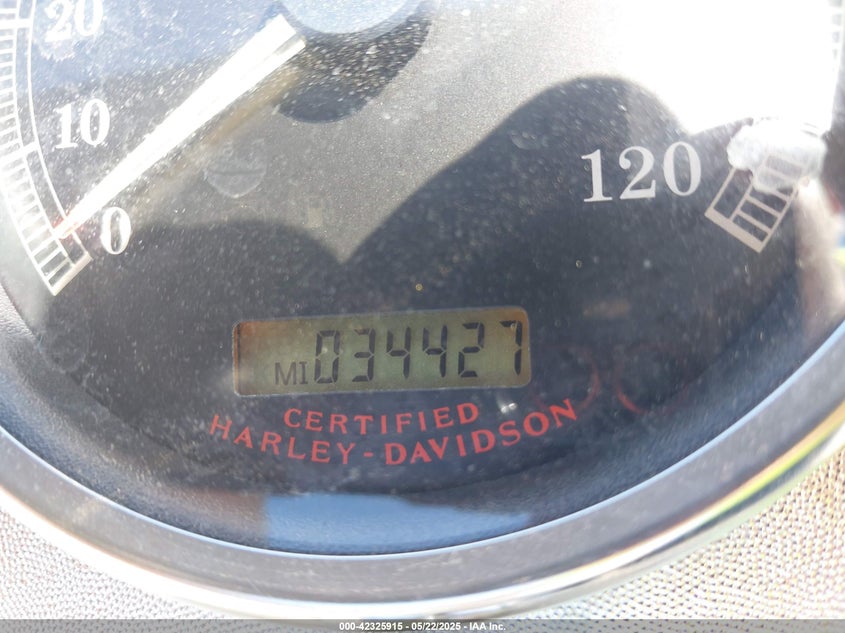 20
10
0
120
MI 034427
CERTIFIED
HARLEY-DAVIDSON
000-42325915 - 05/22/2025 - IAA Inc.